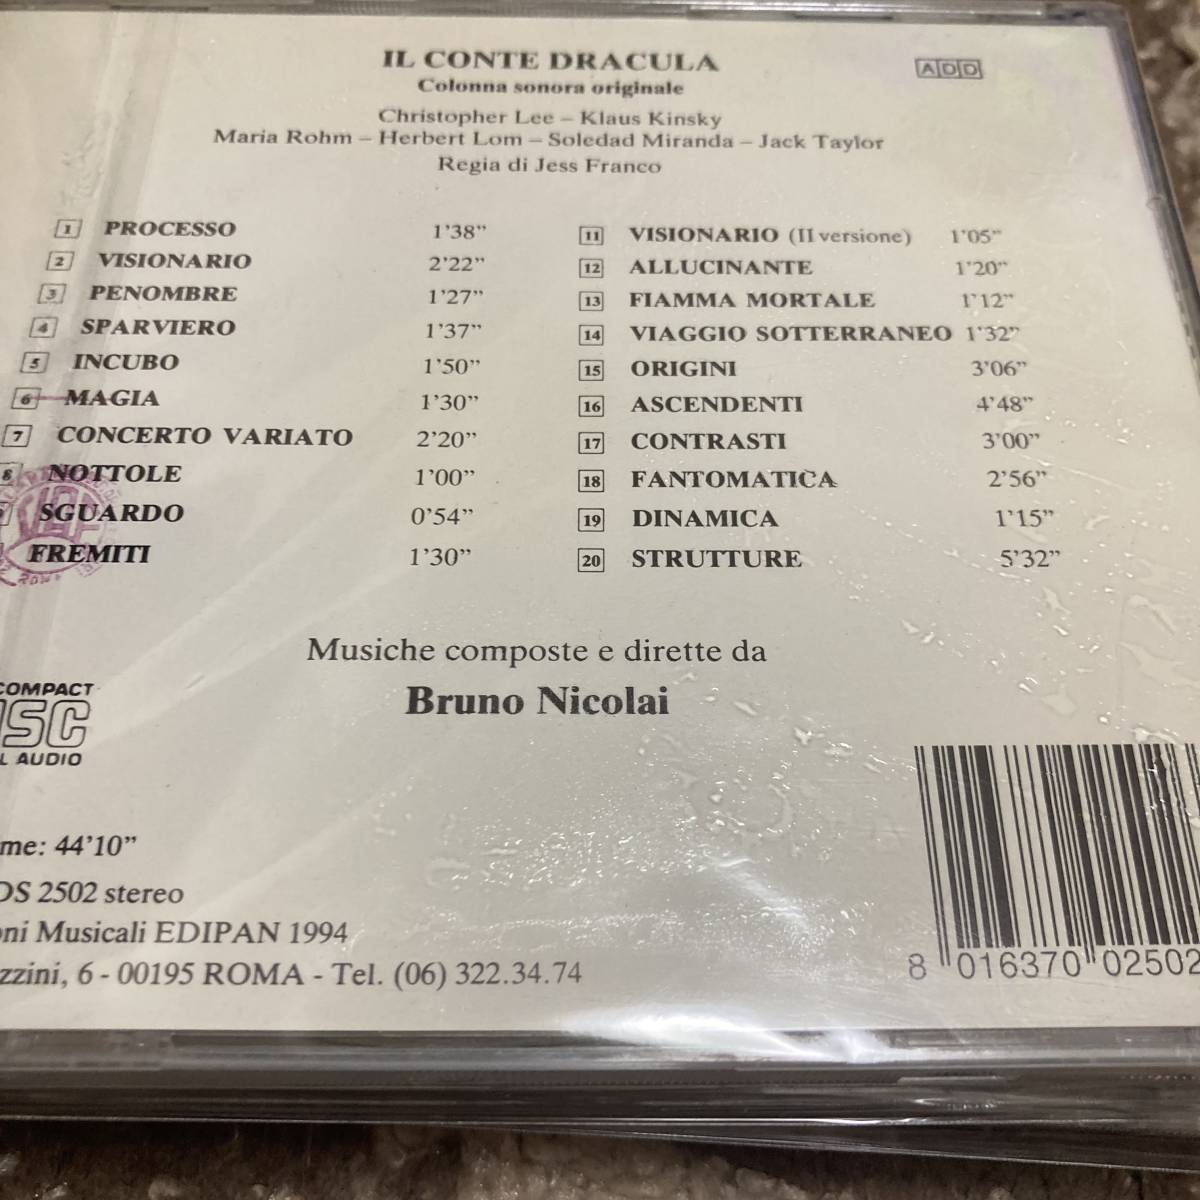 IL CONTE DRACULA
Colonna sonora originale
ADD
Christopher Lee – Klaus Kinsky
Maria Rohm – Herbert Lom – Soledad Miranda – Jack Taylor
Regia di Jess Franco
1 PROCESSO 1'38"
2 VISIONARIO 2'22"
3 PENOMBRE 1'27"
4 SPARVIERO 1'37"
5 INCUBO 1'50"
6 MAGIA 1'30"
7 CONCERTO VARIATO 2'20"
8 NOTTOLE 1'00"
SGUARDO 0'54"
FREMITI 1'30"
11 VISIONARIO (II versione) 1'05"
12 ALLUCINANTE 1'20"
13 FIAMMA MORTALE 1'12"
14 VIAGGIO SOTTERRANEO 1'32"
15 ORIGINI 3'06"
16 ASCENDENTI 4'48"
17 CONTRASTI 3'00"
18 FANTOMATICA 2'56"
19 DINAMICA 1'15"
20 STRUTTURE 5'32"
Musiche composte e dirette da
Bruno Nicolai
COMPACT
ISC
L AUDIO
me: 44'10"
DS 2502 stereo
oni Musicali EDIPAN 1994
zzini, 6 - 00195 ROMA - Tel. (06) 322.34.74
8 016370 02502